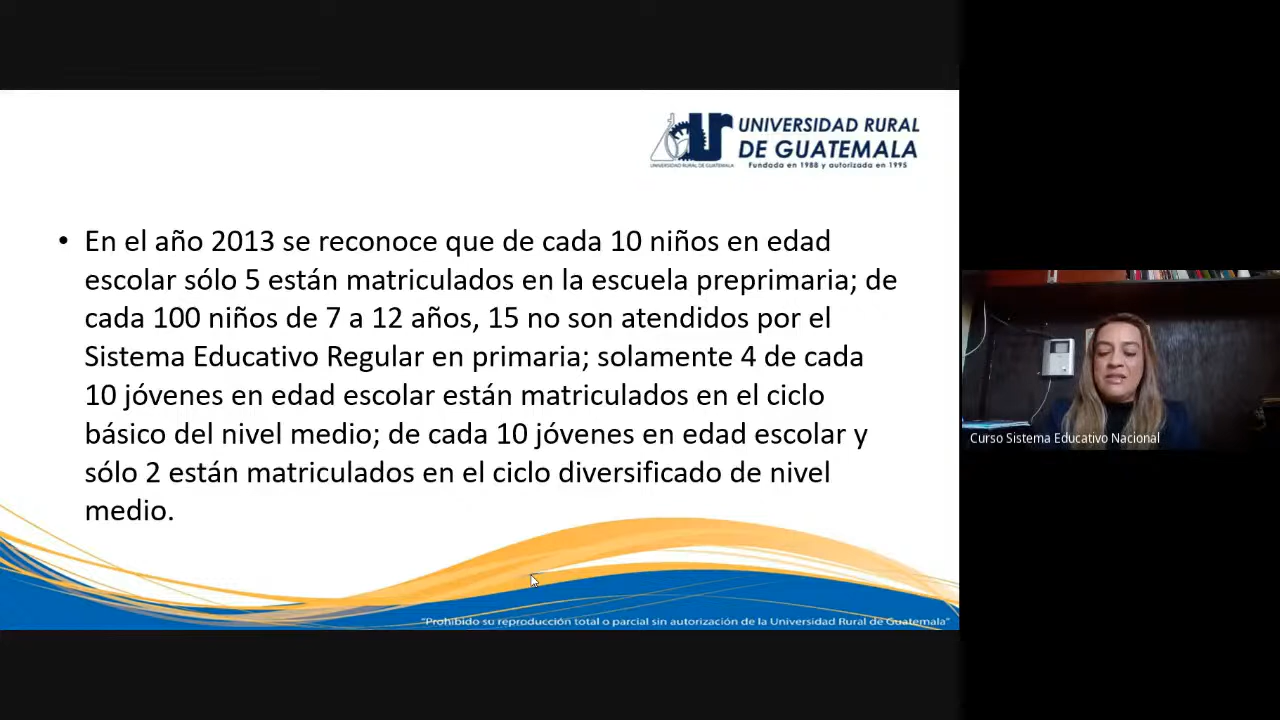 UNIVERSIDAD RURAL
DE GUATEMALA
Fundada en 1988 y autorizada en 1995
UNIVERSIDAD RURAL DE GUATEMALA
• En el año 2013 se reconoce que de cada 10 niños en edad
escolar sólo 5 están matriculados en la escuela preprimaria; de
cada 100 niños de 7 a 12 años, 15 no son atendidos por el
Sistema Educativo Regular en primaria; solamente 4 de cada
10 jóvenes en edad escolar están matriculados en el ciclo
básico del nivel medio; de cada 10 jóvenes en edad escolar y
sólo 2 están matriculados en el ciclo diversificado de nivel
medio.
Curso Sistema Educativo Nacional
"Prohibido su reproducción total o parcial sin autorización de la Universidad Rural de Guatemala"